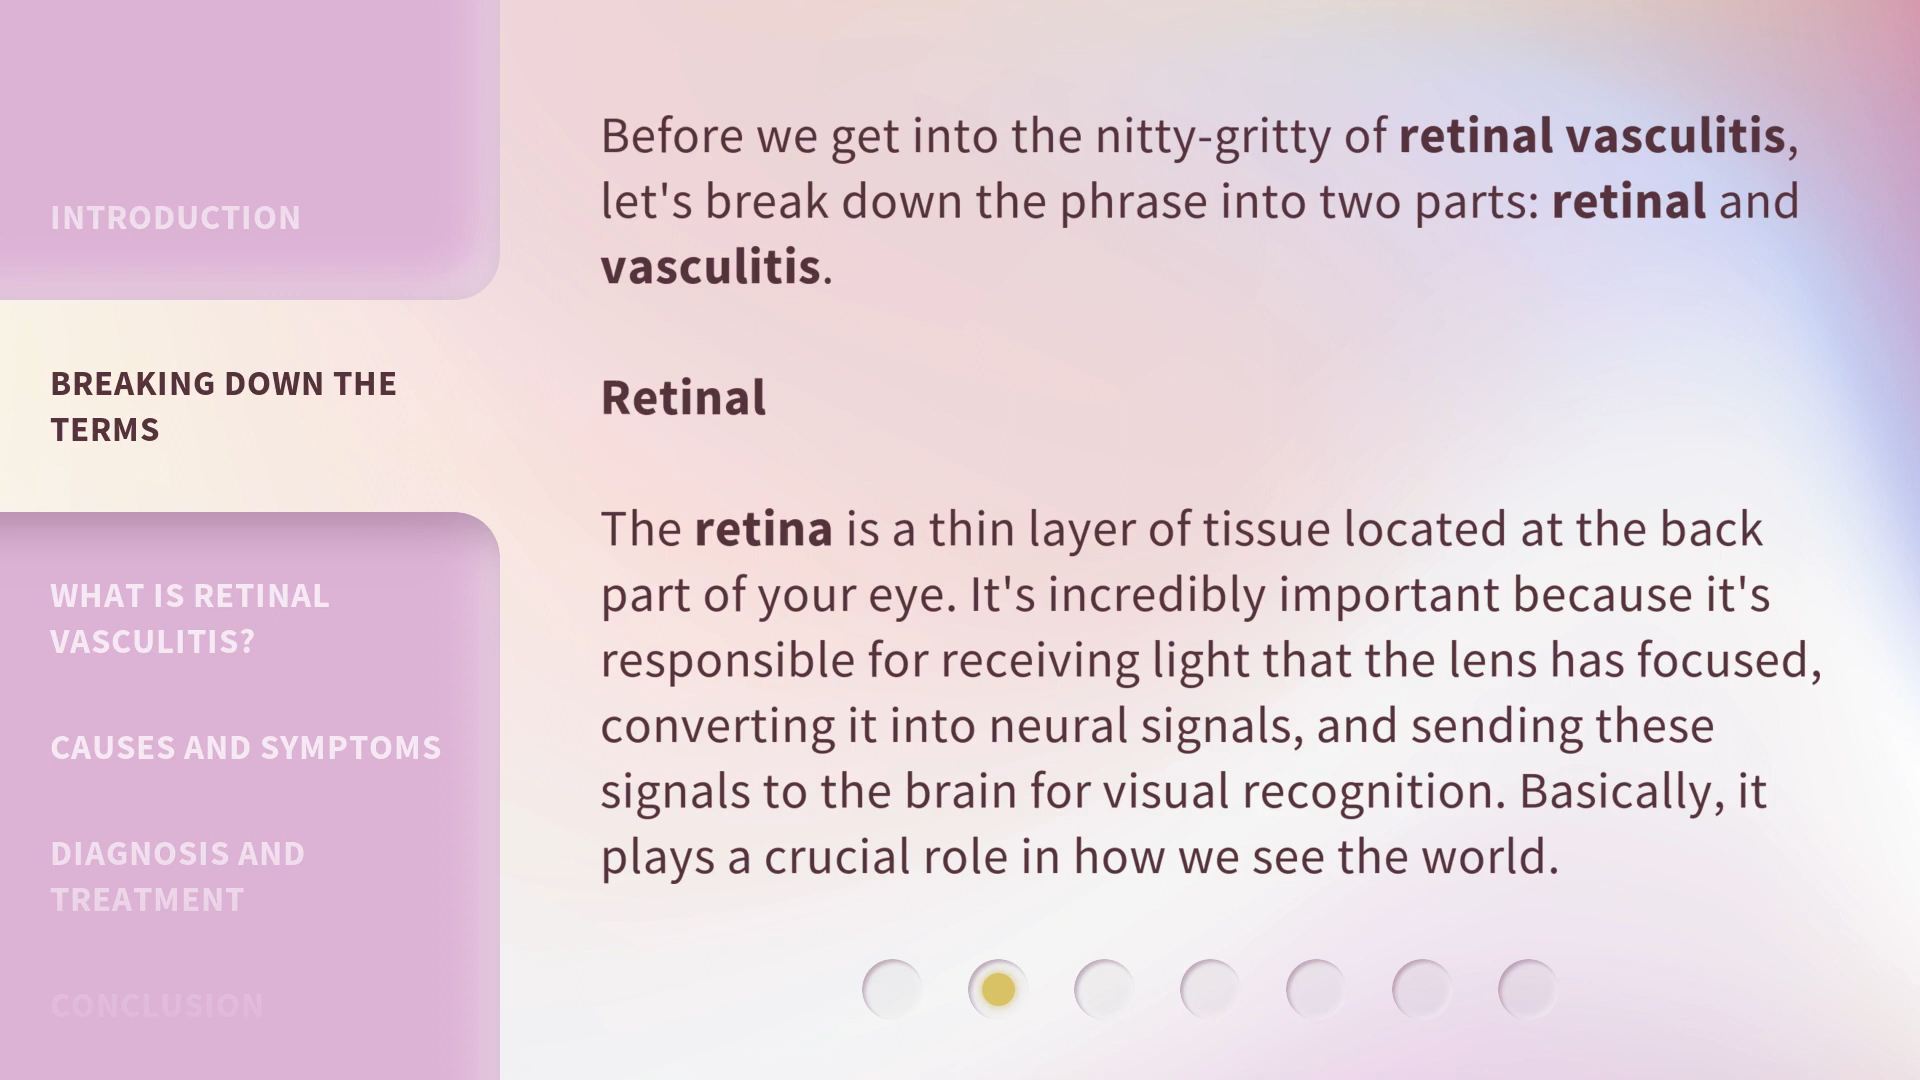 INTRODUCTION
BREAKING DOWN THE
TERMS
WHAT IS RETINAL
VASCULITIS?
CAUSES AND SYMPTOMS
DIAGNOSIS AND
TREATMENT
CONCLUSION
Before we get into the nitty-gritty of retinal vasculitis,
let's break down the phrase into two parts: retinal and
vasculitis.
Retinal
The retina is a thin layer of tissue located at the back
part of your eye. It's incredibly important because it's
responsible for receiving light that the lens has focused,
converting it into neural signals, and sending these
signals to the brain for visual recognition. Basically, it
plays a crucial role in how we see the world.